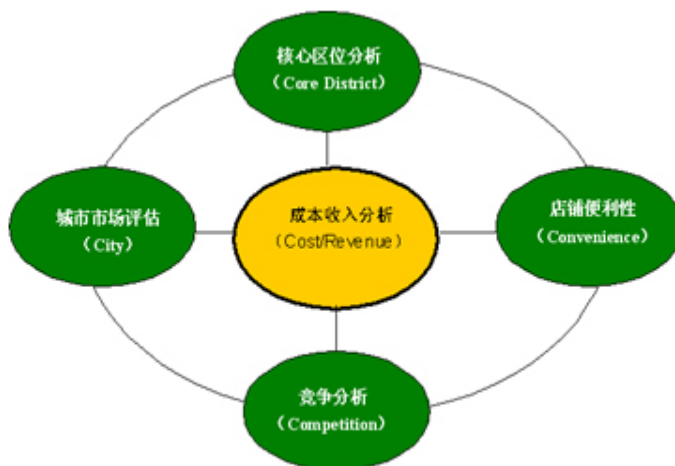 核心区位分析
（Core District）
城市市场评估
（City）
成本收入分析
（Cost/Revenue）
店铺便利性
（Convenience）
竞争分析
（Competition）